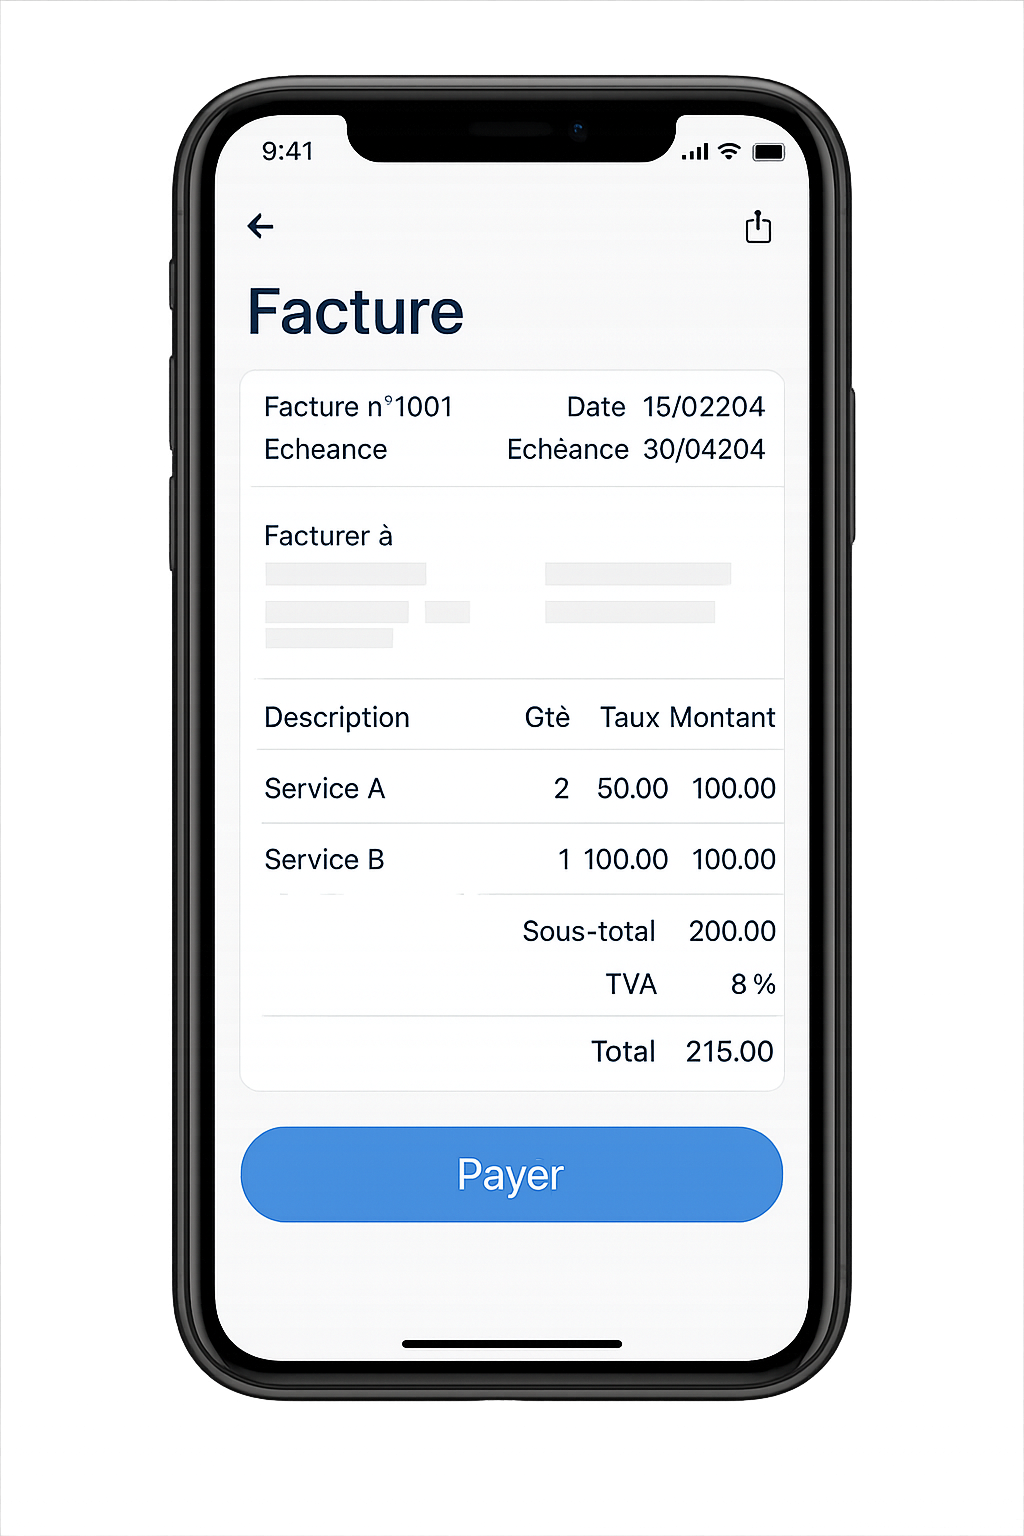 9:41
Facture
Facture n°1001 Date 15/02204
Echeance Echéance 30/04204
Facturer à
Description Gtè Taux Montant
Service A 2 50.00 100.00
Service B 1 100.00 100.00
Sous-total 200.00
TVA 8 %
Total 215.00
Payer